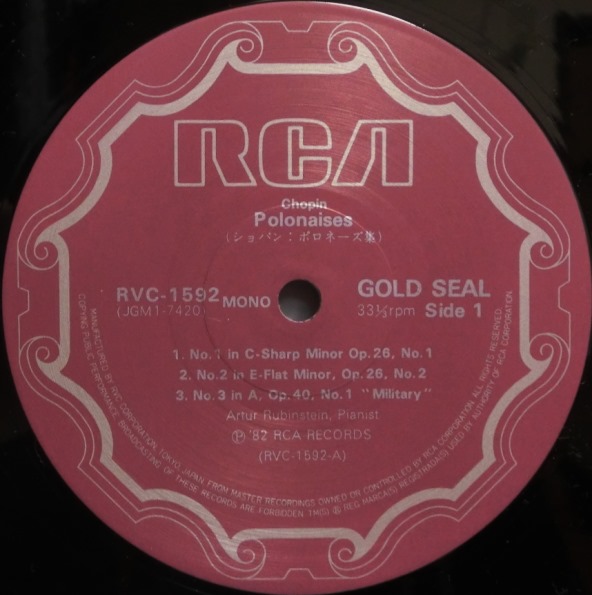 RCA
Chopin
Polonaises
(ショパン：ポロネーズ集)
RVC-1592 MONO
(JGM1-7420)
GOLD SEAL
33⅓rpm Side 1
1. No.1 in C-Sharp Minor Op.26, No.1
2. No.2 in E-Flat Minor, Op.26, No.2
3. No.3 in A, Op.40, No.1 "Military"
Artur Rubinstein, Pianist
Ⓟ '82 RCA RECORDS
(RVC-1592-A)
MANUFACTURED BY RVC CORPORATION, TOKYO, JAPAN, FROM MASTER RECORDINGS OWNED OR CONTROLLED BY RCA CORPORATION. ALL RIGHTS RESERVED.
COPYING, PUBLIC PERFORMANCE, BROADCASTING OF THESE RECORDS ARE FORBIDDEN. TM(S) ® REG. MARCA(S) REGISTRADA(S) USED BY AUTHORITY OF RCA CORPORATION